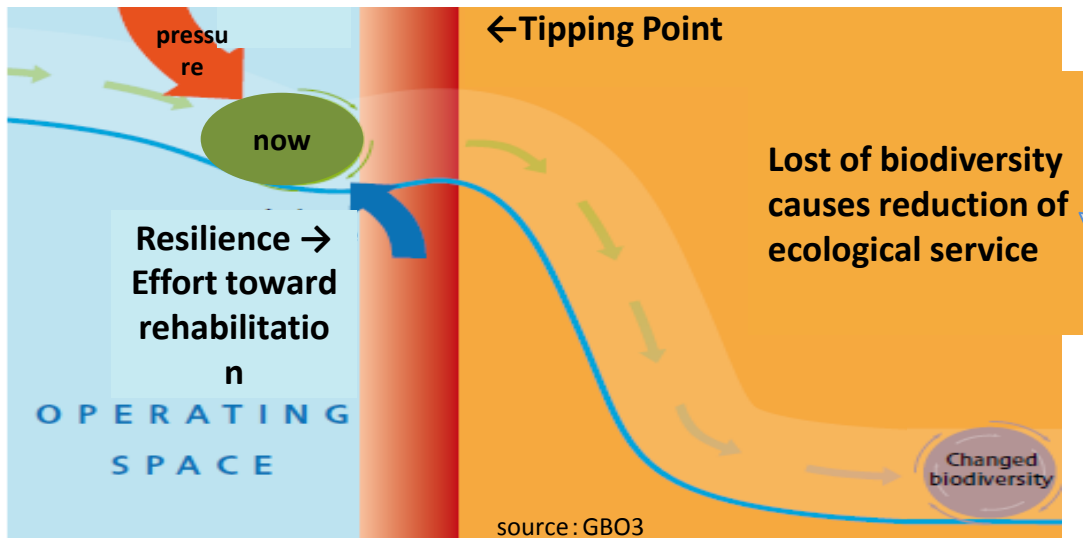 pressu
re
←Tipping Point
now
Lost of biodiversity
causes reduction of
ecological service
Resilience →
Effort toward
rehabilitatio
n
OPERATING
SPACE
Changed
biodiversity
source : GBO3